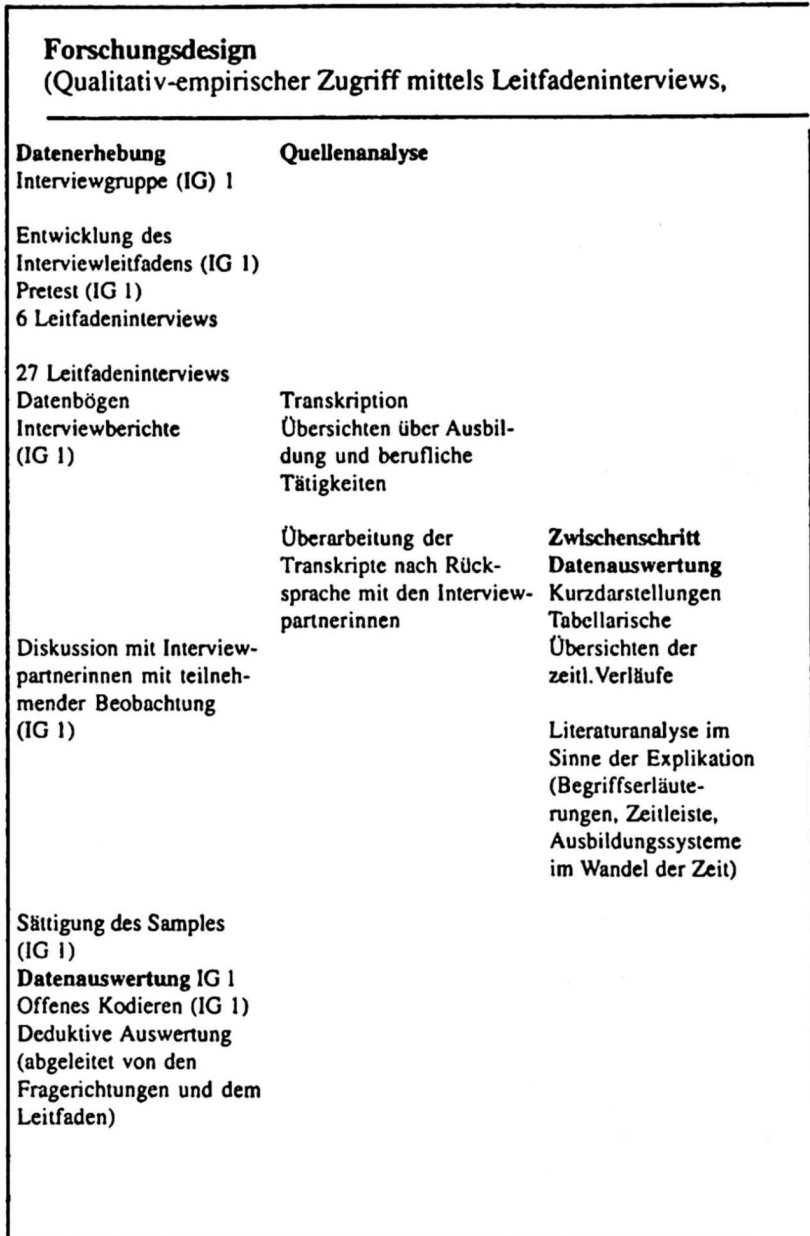 Forschungsdesign
(Qualitativ-empirischer Zugriff mittels Leitfadeninterviews,
Datenerhebung
Interviewgruppe (IG) 1
Entwicklung des
Interviewleitfadens (IG 1)
Pretest (IG 1)
6 Leitfadeninterviews
27 Leitfadeninterviews
Datenbögen
Interviewberichte
(IG 1)
Diskussion mit Interview-
partnerinnen mit teilneh-
mender Beobachtung
(IG 1)
Sättigung des Samples
(IG 1)
Datenauswertung IG 1
Offenes Kodieren (IG 1)
Deduktive Auswertung
(abgeleitet von den
Fragerichtungen und dem
Leitfaden)
Quellenanalyse
Transkription
Übersichten über Ausbil-
dung und berufliche
Tätigkeiten
Überarbeitung der
Transkripte nach Rück-
sprache mit den Interview-
partnerinnen
Zwischenschritt
Datenauswertung
Kurzdarstellungen
Tabellarische
Übersichten der
zeitl.Verläufe
Literaturanalyse im
Sinne der Explikation
(Begriffserläute-
rungen, Zeitleiste,
Ausbildungssysteme
im Wandel der Zeit)